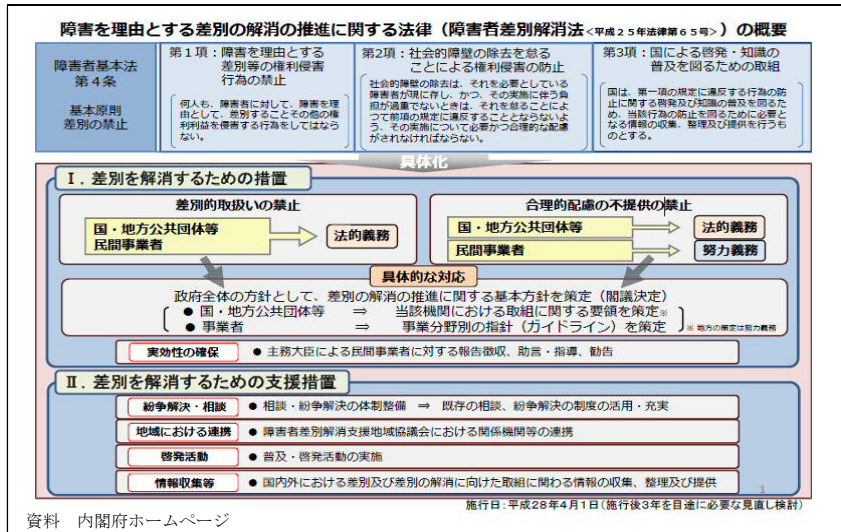 障害を理由とする差別の解消の推進に関する法律（障害者差別解消法<平成２５年法律第６５号>）の概要
障害者基本法
第４条
基本原則
差別の禁止
第１項：障害を理由とする
差別等の権利侵害
行為の禁止
何人も、障害者に対して、障害を理
由として、差別することその他の権
利利益を侵害する行為をしてはなら
ない。
第２項：社会的障壁の除去を怠る
ことによる権利侵害の防止
社会的障壁の除去は、それを必要としている
障害者が現に存し、かつ、その実施に伴う負
担が過重でないときは、それを怠ることによ
つて前項の規定に違反することとならないよ
う、その実施について必要かつ合理的な配慮
がされなければならない。
第３項：国による啓発・知識の
普及を図るための取組
国は、第一項の規定に違反する行為の防
止に関する啓発及び知識の普及を図るた
め、当該行為の防止を図るために必要と
なる情報の収集、整理及び提供を行うも
のとする。
具体化
Ⅰ．差別を解消するための措置
差別的取扱いの禁止
国・地方公共団体等
民間事業者
法的義務
合理的配慮の不提供の禁止
国・地方公共団体等
法的義務
民間事業者
努力義務
具体的な対応
政府全体の方針として、差別の解消の推進に関する基本方針を策定（閣議決定）
● 国・地方公共団体等 ⇒ 当該機関における取組に関する要領を策定※
● 事業者 ⇒ 事業分野別の指針（ガイドライン）を策定
※ 地方の策定は努力義務
実効性の確保
● 主務大臣による民間事業者に対する報告徴収、助言・指導、勧告
Ⅱ．差別を解消するための支援措置
紛争解決・相談
● 相談・紛争解決の体制整備 ⇒ 既存の相談、紛争解決の制度の活用・充実
地域における連携
● 障害者差別解消支援地域協議会における関係機関等の連携
啓発活動
● 普及・啓発活動の実施
情報収集等
● 国内外における差別及び差別の解消に向けた取組に関わる情報の収集、整理及び提供
1
施行日：平成28年4月1日（施行後3年を目途に必要な見直し検討）
資料　内閣府ホームページ